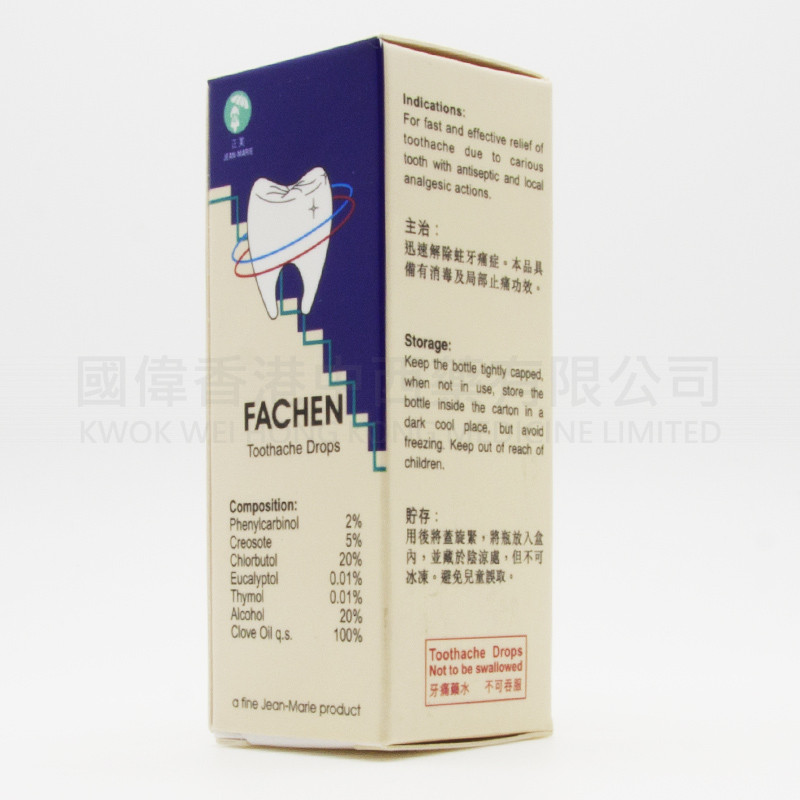 正美
JEAN-MARIE
FACHEN
Toothache Drops
Composition:
Phenylcarbinol 2%
Creosote 5%
Chlorbutol 20%
Eucalyptol 0.01%
Thymol 0.01%
Alcohol 20%
Clove Oil q.s. 100%
a fine Jean-Marie product
Indications:
For fast and effective relief of
toothache due to carious
tooth with antiseptic and local
analgesic actions.
主治：
迅速解除蛀牙痛症。本品具
備有消毒及局部止痛功效。
Storage:
Keep the bottle tightly capped,
when not in use, store the
bottle inside the carton in a
dark cool place, but avoid
freezing. Keep out of reach of
children.
貯存：
用後將蓋旋緊，將瓶放入盒
內，並藏於陰涼處，但不可
冰凍。避免兒童誤取。
Toothache Drops
Not to be swallowed
牙痛藥水 不可吞服
國偉香港中西藥有限公司
KWOK WEI HONG KONG MEDICINE LIMITED